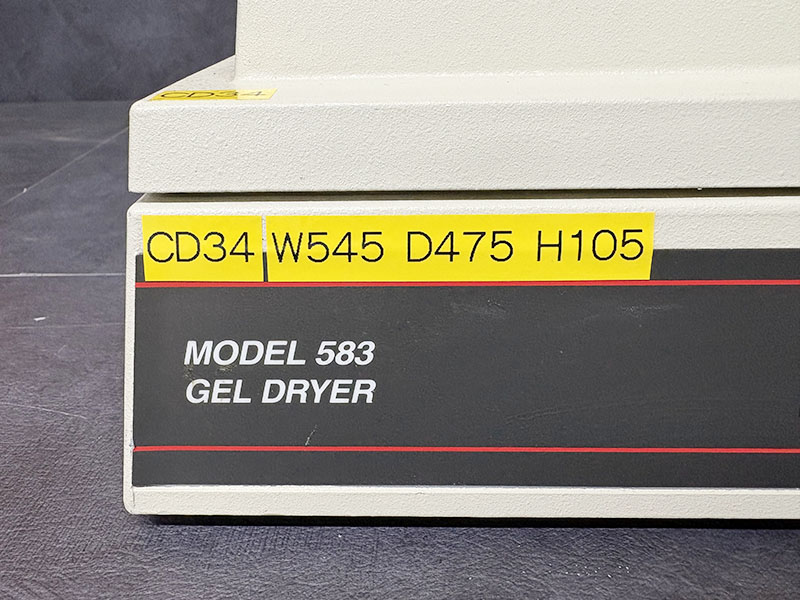 CD34
CD34 W545 D475 H105
MODEL 583
GEL DRYER